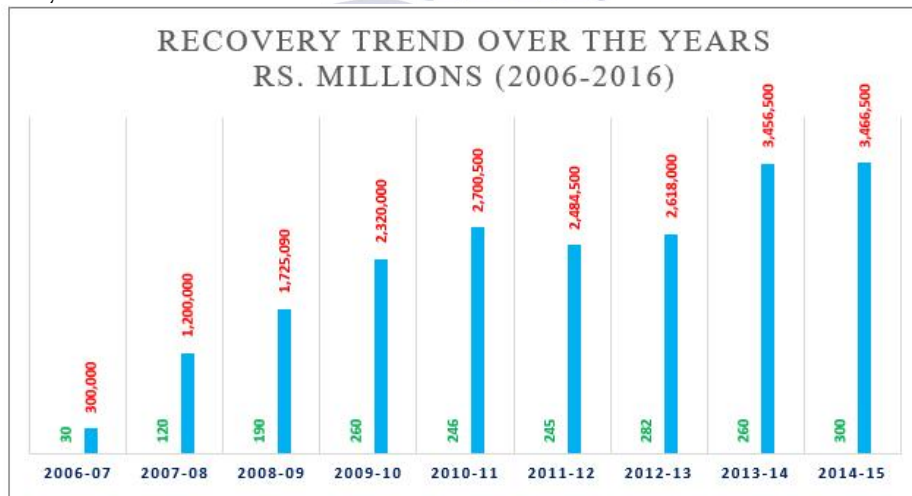 RECOVERY TREND OVER THE YEARS
RS. MILLIONS (2006-2016)
30 300,000 120 1,200,000 190 1,725,090 260 2,320,000 246 2,700,500 245 2,484,500 282 2,618,000 260 3,456,500 300 3,466,500
2006-07 2007-08 2008-09 2009-10 2010-11 2011-12 2012-13 2013-14 2014-15